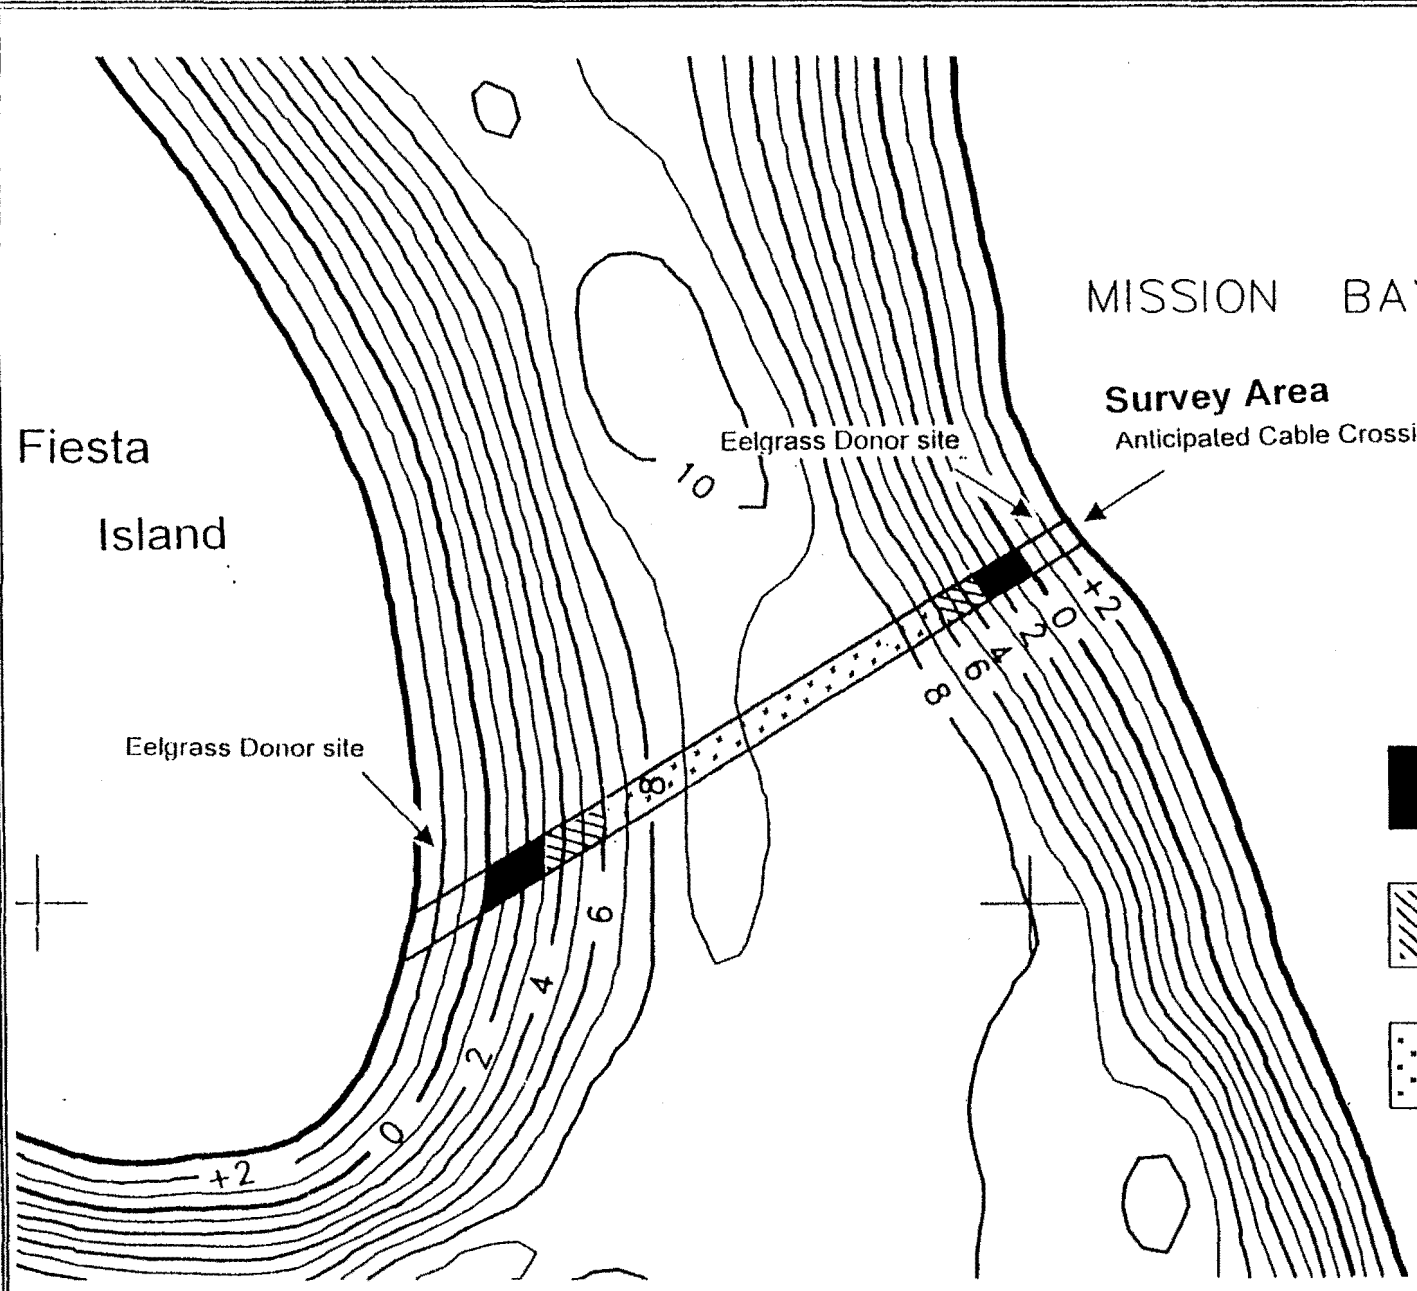 MISSION BA
Survey Area
Anticipated Cable Crossi
Fiesta
Island
Eelgrass Donor site
10
+2
0
2
4
6
8
Eelgrass Donor site
8
6
4
2
0
+2